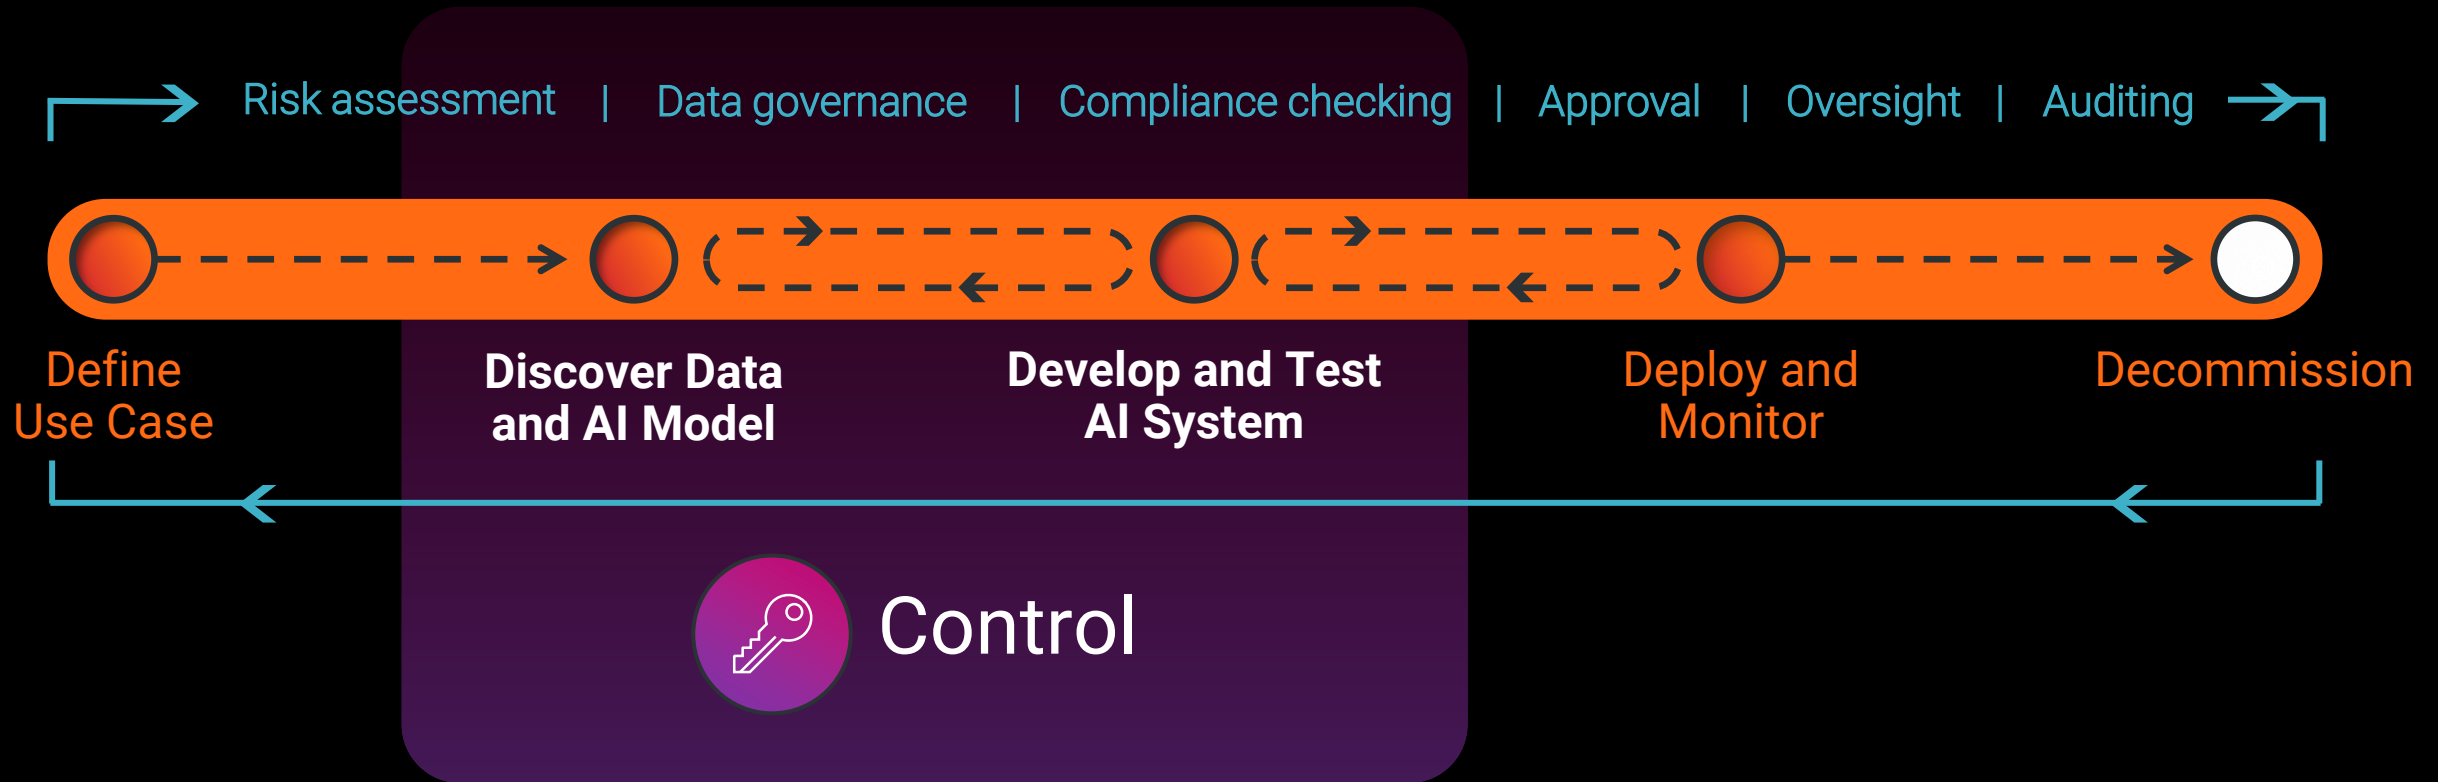 Risk assessment | Data governance | Compliance checking | Approval | Oversight | Auditing
Define
Use Case
Discover Data
and AI Model
Develop and Test
AI System
Deploy and
Monitor
Decommission
Control